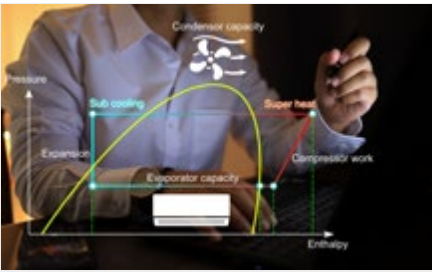 Condensor capacity
Pressure
Sub cooling
Super heat
Expansion
Compressor work
Evaporator capacity
Enthalpy